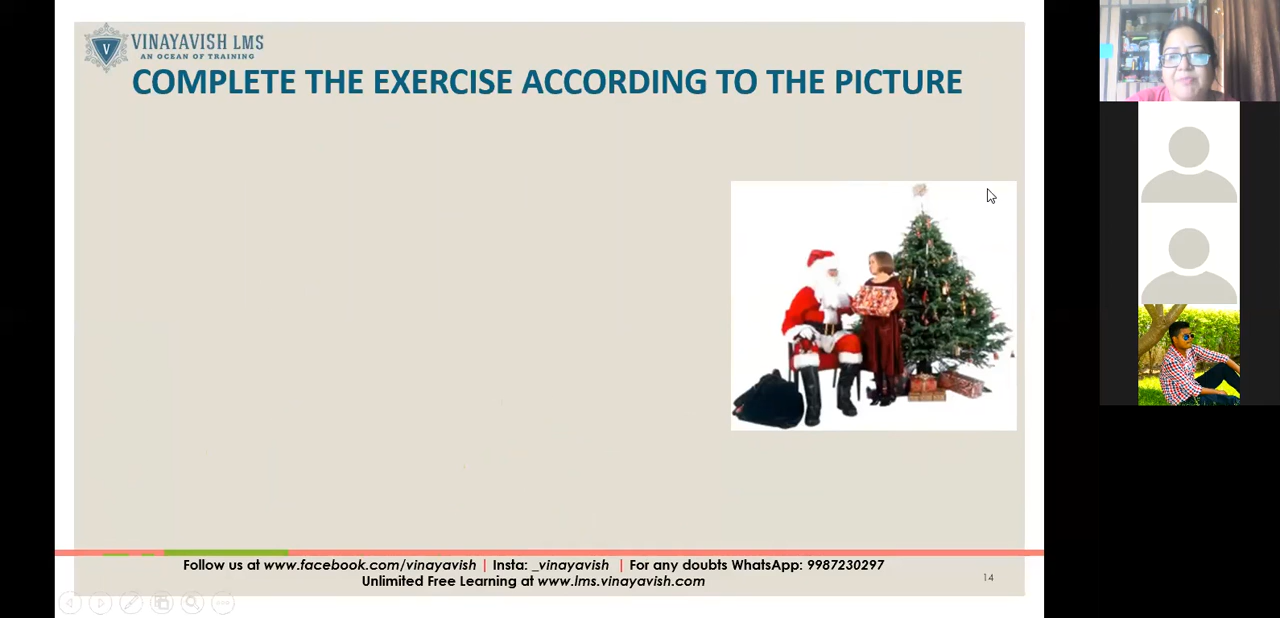 VINAYAVISH LMS
AN OCEAN OF TRAINING
V
COMPLETE THE EXERCISE ACCORDING TO THE PICTURE
Follow us at www.facebook.com/vinayavish | Insta: _vinayavish | For any doubts WhatsApp: 9987230297
Unlimited Free Learning at www.lms.vinayavish.com
14